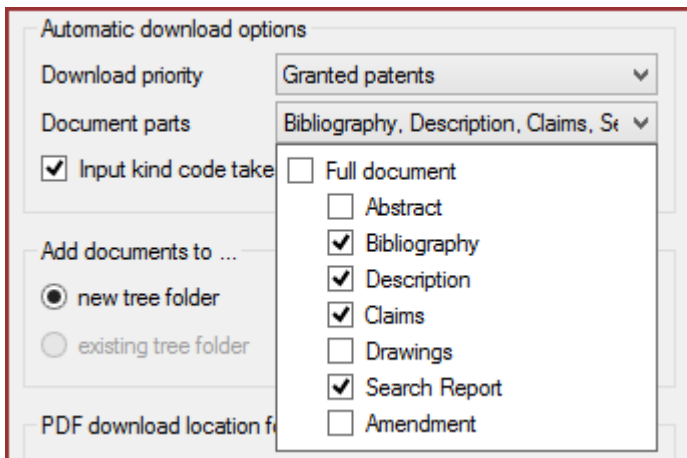 Automatic download options
Download priority Granted patents
Document parts Bibliography, Description, Claims, Se
Input kind code take
Full document
Abstract
Bibliography
Description
Claims
Drawings
Search Report
Amendment
Add documents to ...
new tree folder
existing tree folder
PDF download location